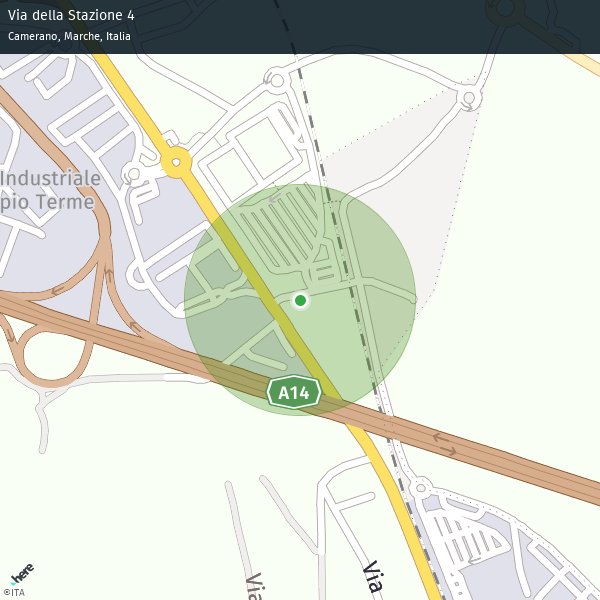 Via della Stazione 4
Camerano, Marche, Italia
Industriale
pio Terme
A14
Via
Via
here
©ITA